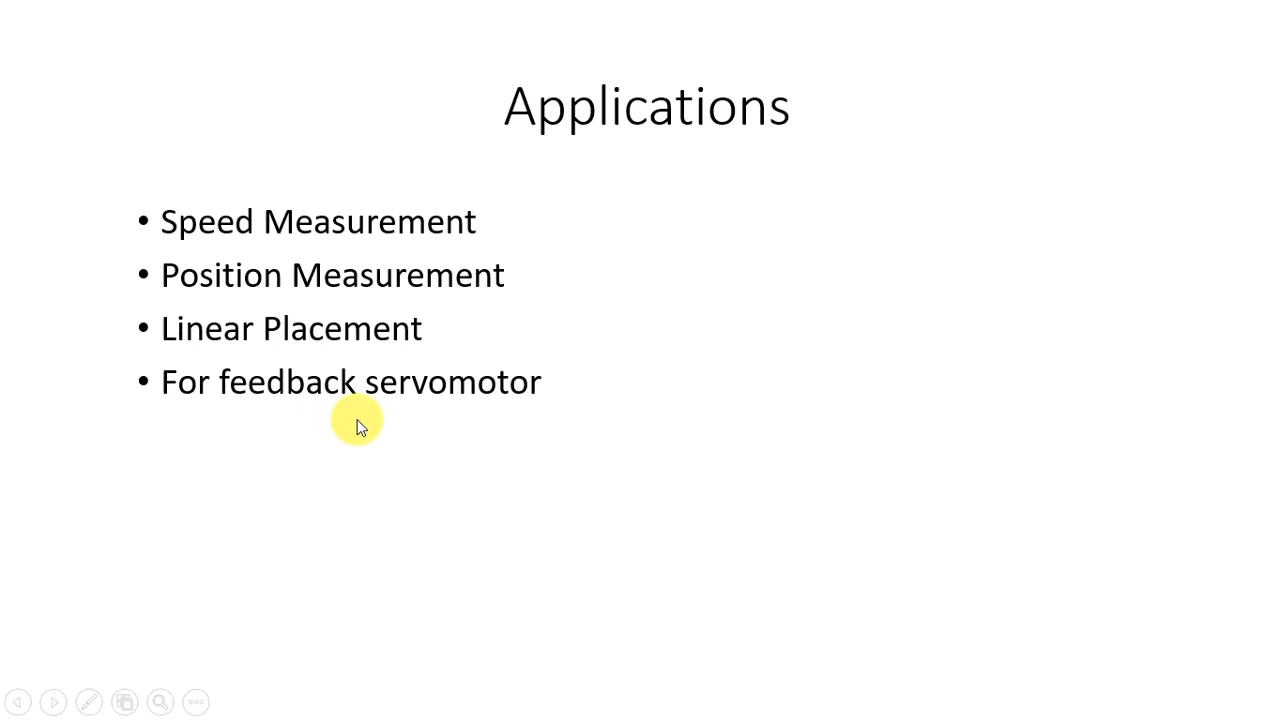 Applications
• Speed Measurement
• Position Measurement
• Linear Placement
• For feedback servomotor